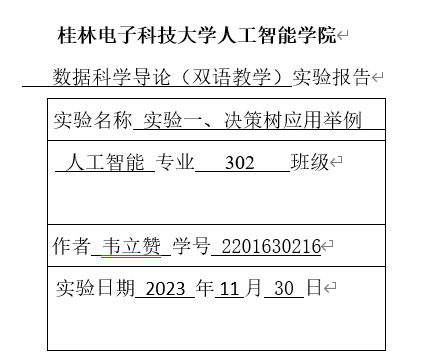 桂林电子科技大学人工智能学院
数据科学导论（双语教学）实验报告
实验名称 实验一、决策树应用举例
人工智能 专业 302 班级
作者 韦立赞 学号 2201630216
实验日期 2023 年 11 月 30 日